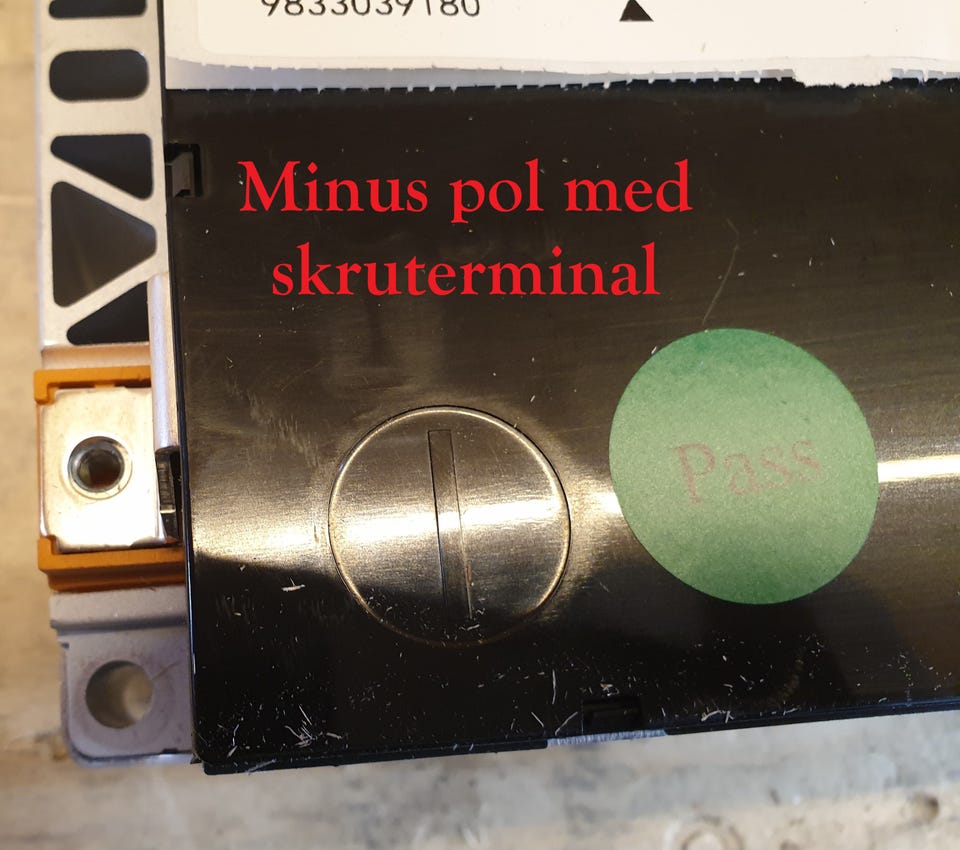 9833039180
Minus pol med
skruterminal
Pass